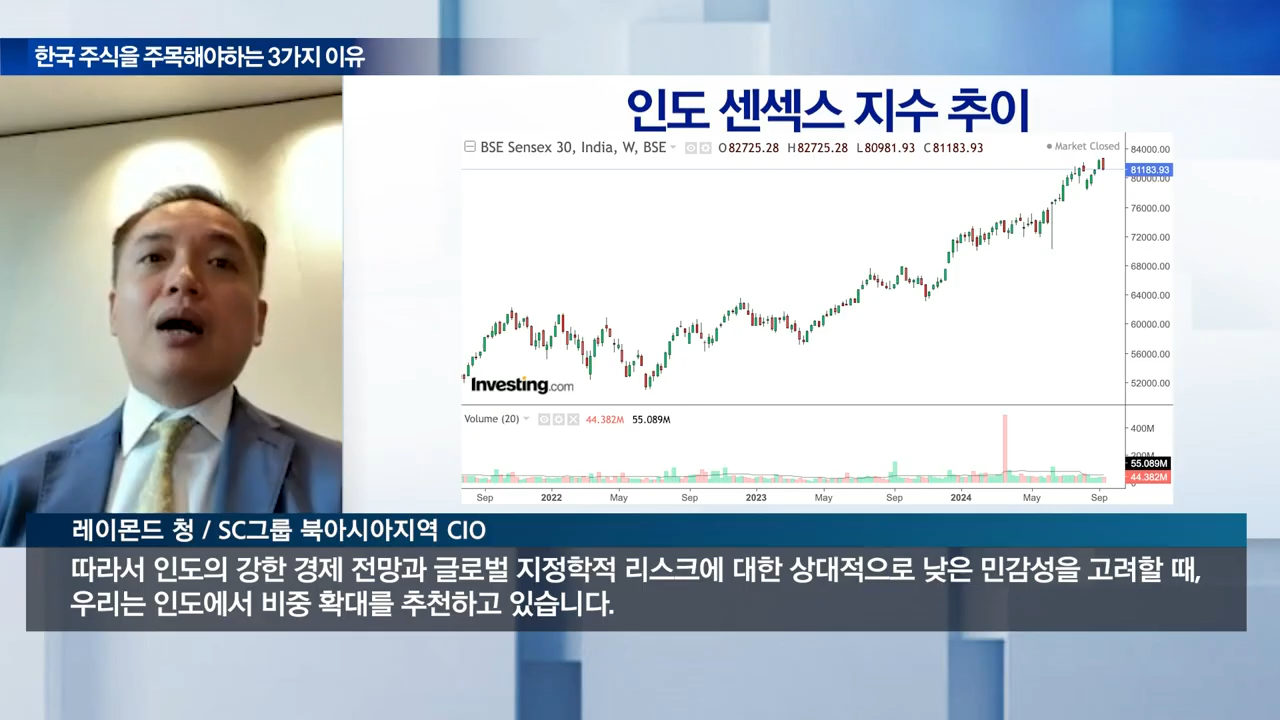 한국 주식을 주목해야하는 3가지 이유
인도 센섹스 지수 추이
BSE Sensex 30, India, W, BSE O82725.28 H82725.28 L80981.93 C81183.93
Market Closed
84000.00
81183.93
80000.00
76000.00
72000.00
68000.00
64000.00
60000.00
56000.00
52000.00
Investing.com
Volume (20) 44.382M 55.089M
400M
200M
55.089M
44.382M
0
Sep 2022 May Sep 2023 May Sep 2024 May Sep
레이몬드 청 / SC그룹 북아시아지역 CIO
따라서 인도의 강한 경제 전망과 글로벌 지정학적 리스크에 대한 상대적으로 낮은 민감성을 고려할 때,
우리는 인도에서 비중 확대를 추천하고 있습니다.